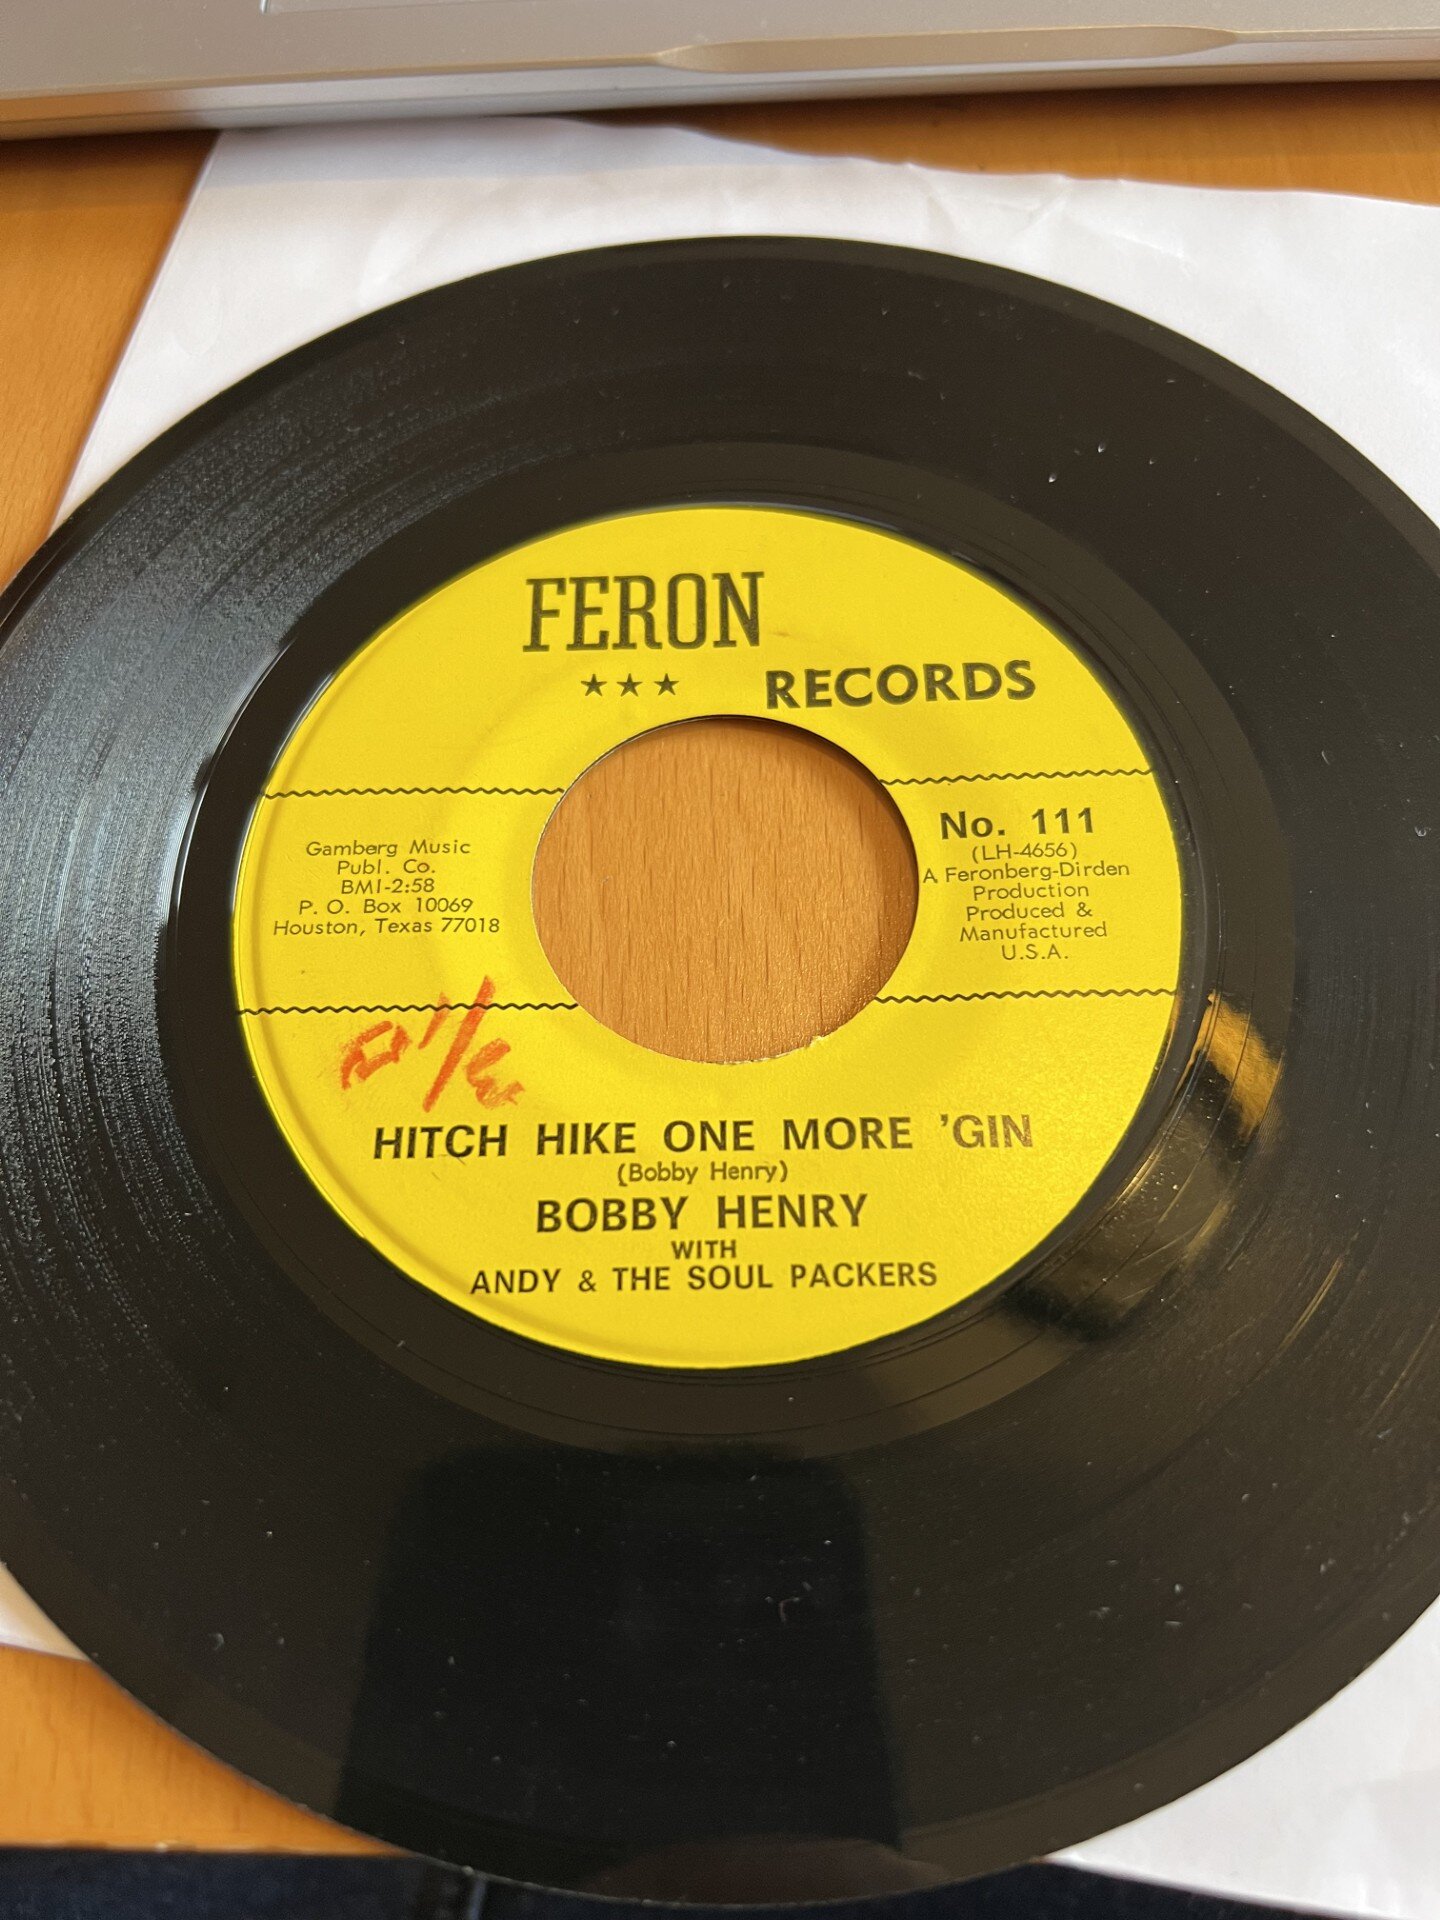 FERON
★★★ RECORDS
Gamberg Music
Publ. Co.
BMI-2:58
P. O. Box 10069
Houston, Texas 77018
No. 111
(LH-4656)
A Feronberg-Dirden
Production
Produced &
Manufactured
U.S.A.
HITCH HIKE ONE MORE 'GIN
(Bobby Henry)
BOBBY HENRY
WITH
ANDY & THE SOUL PACKERS